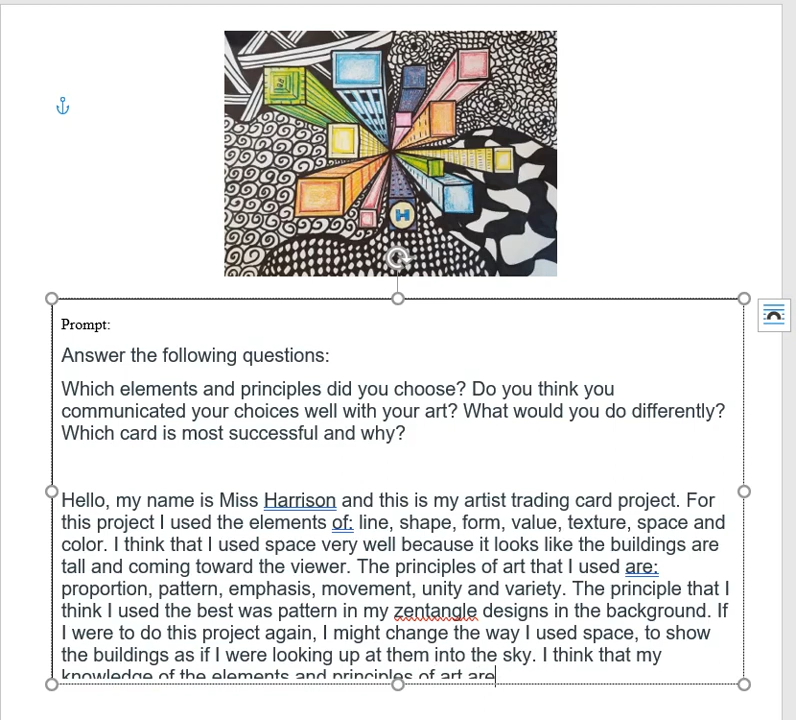 H
Prompt:
Answer the following questions:
Which elements and principles did you choose? Do you think you
communicated your choices well with your art? What would you do differently?
Which card is most successful and why?
Hello, my name is Miss Harrison and this is my artist trading card project. For
this project I used the elements of: line, shape, form, value, texture, space and
color. I think that I used space very well because it looks like the buildings are
tall and coming toward the viewer. The principles of art that I used are:
proportion, pattern, emphasis, movement, unity and variety. The principle that I
think I used the best was pattern in my zentangle designs in the background. If
I were to do this project again, I might change the way I used space, to show
the buildings as if I were looking up at them into the sky. I think that my
knowledge of the elements and principles of art are